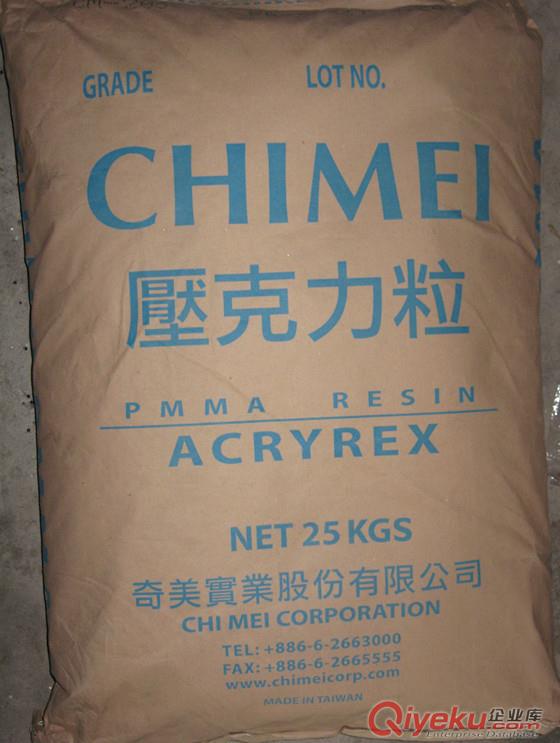 GRADE LOT NO.
CHIMEI
壓克力粒
PMMA RESIN
ACRYREX
NET 25 KGS
奇美實業股份有限公司
CHI MEI CORPORATION
TEL: +886-6-2663000
FAX: +886-6-2665555
www.chimeicorp.com
MADE IN TAIWAN
Qiyeku企业库
Enterprise Database